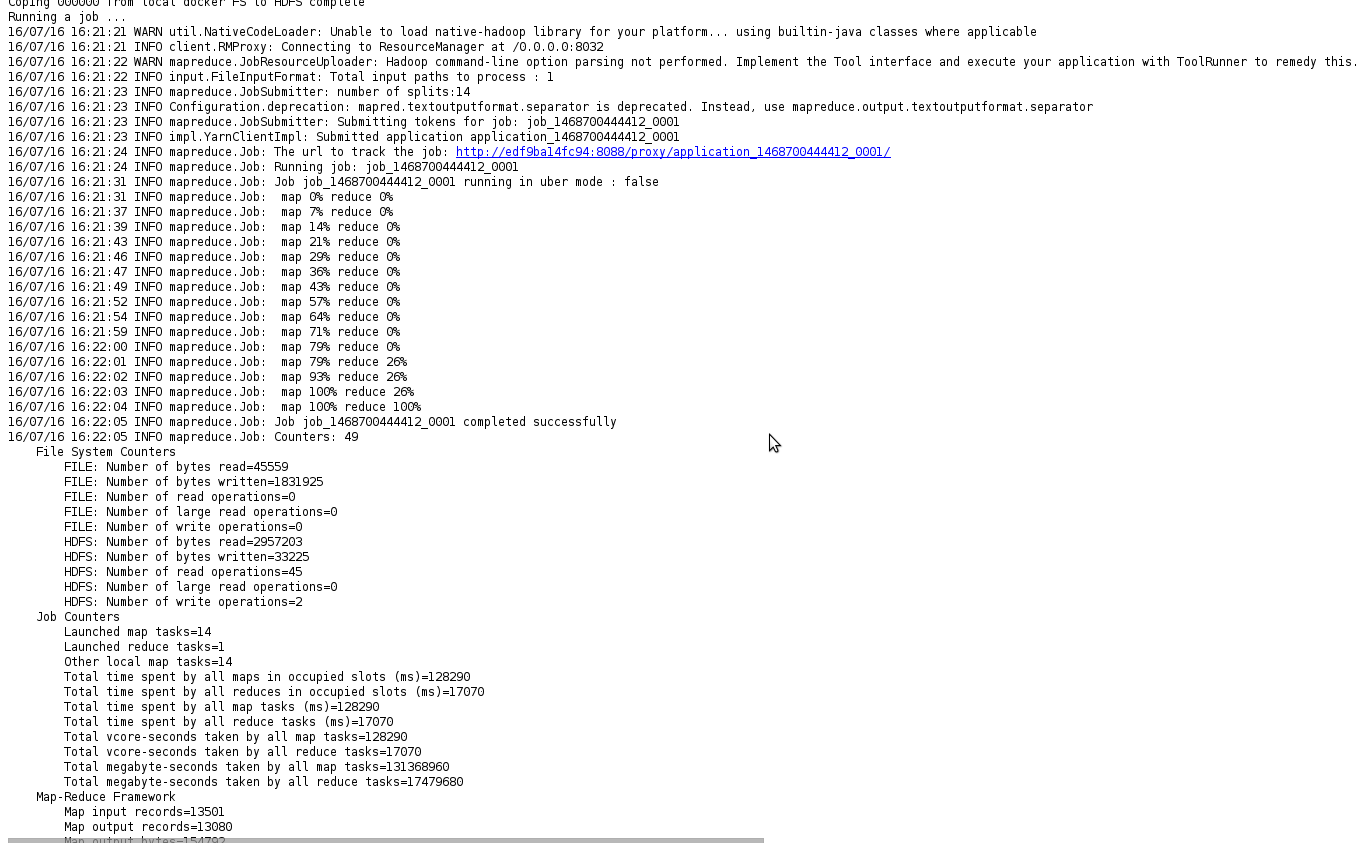 Coping 000000 from local docker FS to HDFS complete
Running a job ...
16/07/16 16:21:21 WARN util.NativeCodeLoader: Unable to load native-hadoop library for your platform... using builtin-java classes where applicable
16/07/16 16:21:21 INFO client.RMProxy: Connecting to ResourceManager at /0.0.0.0:8032
16/07/16 16:21:22 WARN mapreduce.JobResourceUploader: Hadoop command-line option parsing not performed. Implement the Tool interface and execute your application with ToolRunner to remedy this.
16/07/16 16:21:22 INFO input.FileInputFormat: Total input paths to process : 1
16/07/16 16:21:23 INFO mapreduce.JobSubmitter: number of splits:14
16/07/16 16:21:23 INFO Configuration.deprecation: mapred.textoutputformat.separator is deprecated. Instead, use mapreduce.output.textoutputformat.separator
16/07/16 16:21:23 INFO mapreduce.JobSubmitter: Submitting tokens for job: job_1468700444412_0001
16/07/16 16:21:23 INFO impl.YarnClientImpl: Submitted application application_1468700444412_0001
16/07/16 16:21:24 INFO mapreduce.Job: The url to track the job: http://edf9ba14fc94:8088/proxy/application_1468700444412_0001/
16/07/16 16:21:24 INFO mapreduce.Job: Running job: job_1468700444412_0001
16/07/16 16:21:31 INFO mapreduce.Job: Job job_1468700444412_0001 running in uber mode : false
16/07/16 16:21:31 INFO mapreduce.Job:  map 0% reduce 0%
16/07/16 16:21:37 INFO mapreduce.Job:  map 7% reduce 0%
16/07/16 16:21:39 INFO mapreduce.Job:  map 14% reduce 0%
16/07/16 16:21:43 INFO mapreduce.Job:  map 21% reduce 0%
16/07/16 16:21:46 INFO mapreduce.Job:  map 29% reduce 0%
16/07/16 16:21:47 INFO mapreduce.Job:  map 36% reduce 0%
16/07/16 16:21:49 INFO mapreduce.Job:  map 43% reduce 0%
16/07/16 16:21:52 INFO mapreduce.Job:  map 57% reduce 0%
16/07/16 16:21:54 INFO mapreduce.Job:  map 64% reduce 0%
16/07/16 16:21:59 INFO mapreduce.Job:  map 71% reduce 0%
16/07/16 16:22:00 INFO mapreduce.Job:  map 79% reduce 0%
16/07/16 16:22:01 INFO mapreduce.Job:  map 79% reduce 26%
16/07/16 16:22:02 INFO mapreduce.Job:  map 93% reduce 26%
16/07/16 16:22:03 INFO mapreduce.Job:  map 100% reduce 26%
16/07/16 16:22:04 INFO mapreduce.Job:  map 100% reduce 100%
16/07/16 16:22:05 INFO mapreduce.Job: Job job_1468700444412_0001 completed successfully
16/07/16 16:22:05 INFO mapreduce.Job: Counters: 49
File System Counters
FILE: Number of bytes read=45559
FILE: Number of bytes written=1831925
FILE: Number of read operations=0
FILE: Number of large read operations=0
FILE: Number of write operations=0
HDFS: Number of bytes read=2957203
HDFS: Number of bytes written=33225
HDFS: Number of read operations=45
HDFS: Number of large read operations=0
HDFS: Number of write operations=2
Job Counters
Launched map tasks=14
Launched reduce tasks=1
Other local map tasks=14
Total time spent by all maps in occupied slots (ms)=128290
Total time spent by all reduces in occupied slots (ms)=17070
Total time spent by all map tasks (ms)=128290
Total time spent by all reduce tasks (ms)=17070
Total vcore-seconds taken by all map tasks=128290
Total vcore-seconds taken by all reduce tasks=17070
Total megabyte-seconds taken by all map tasks=131368960
Total megabyte-seconds taken by all reduce tasks=17479680
Map-Reduce Framework
Map input records=13501
Map output records=13080
Map output bytes=154792